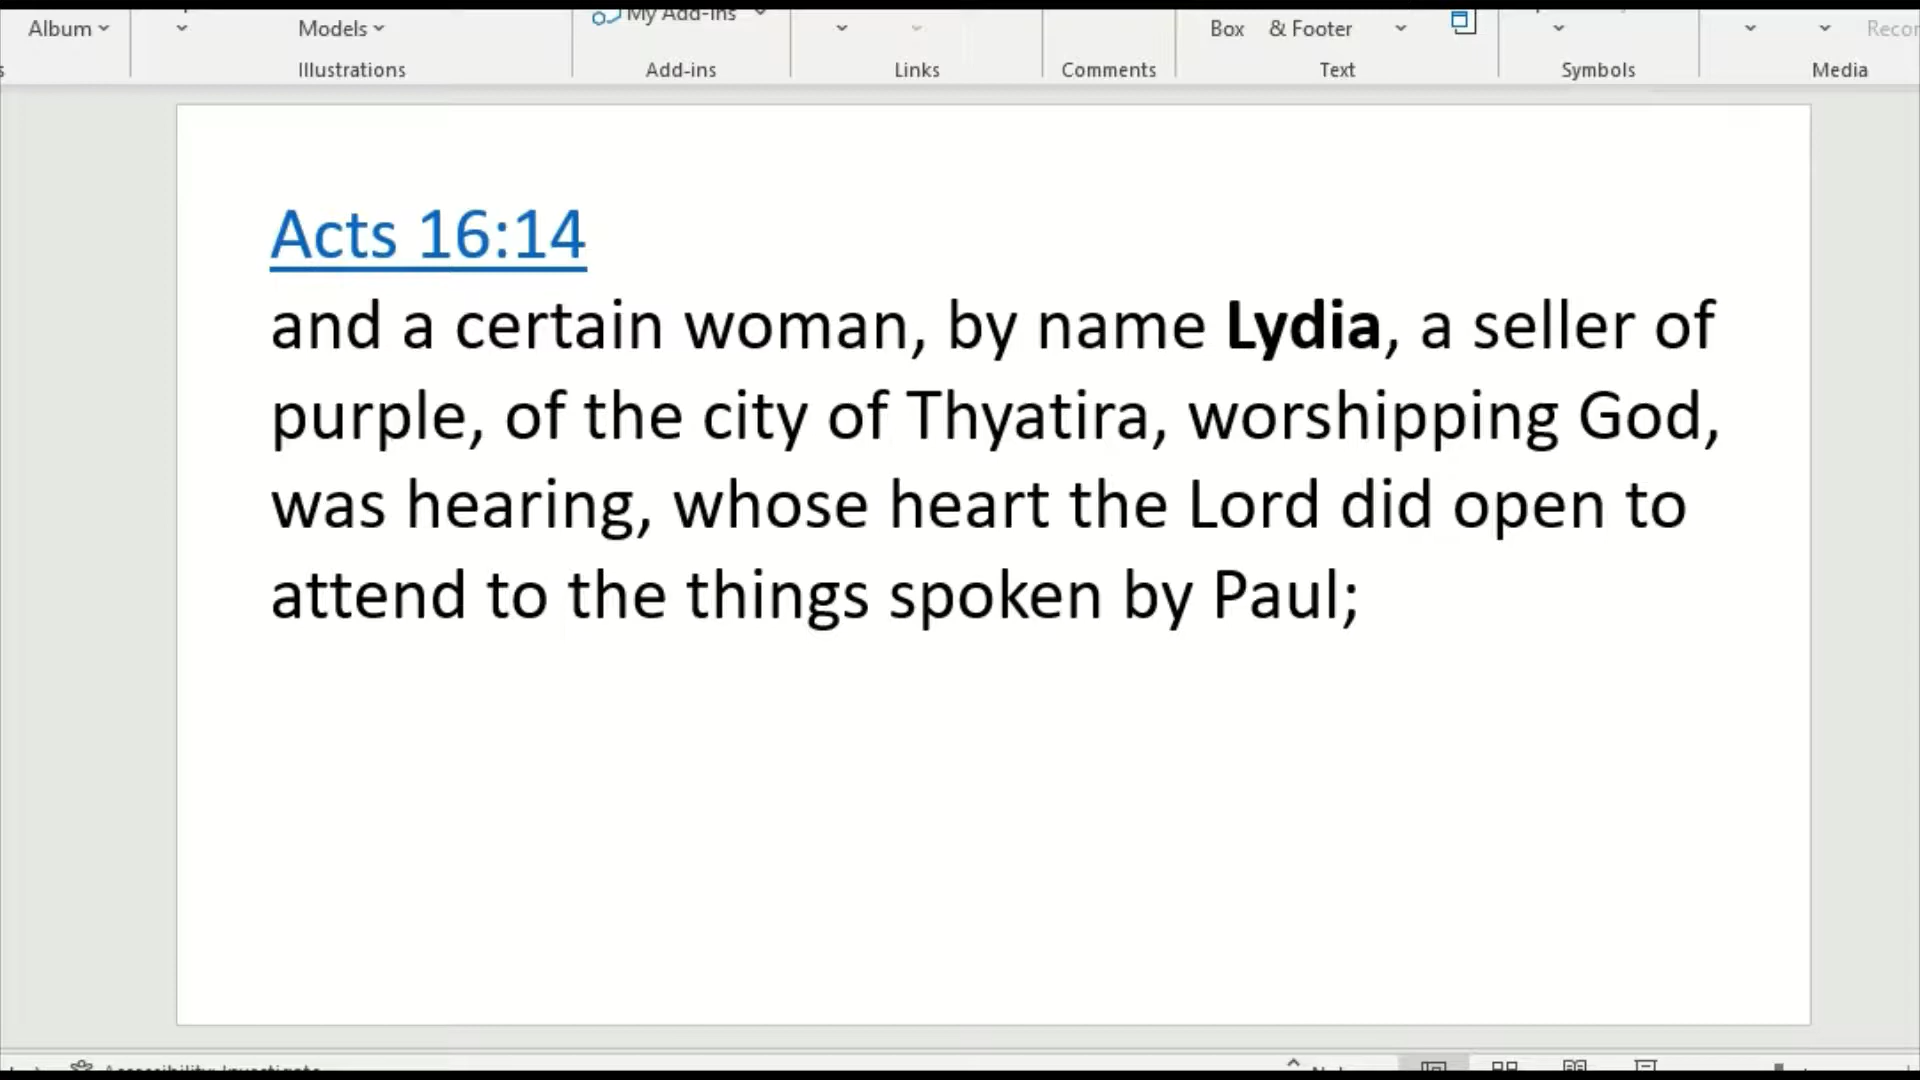 My Add-ins
Album
Models
Box
& Footer
Illustrations
Add-ins
Links
Comments
Text
Symbols
Media
Acts 16:14
and a certain woman, by name Lydia, a seller of
purple, of the city of Thyatira, worshipping God,
was hearing, whose heart the Lord did open to
attend to the things spoken by Paul;
Accessibility: Investigate